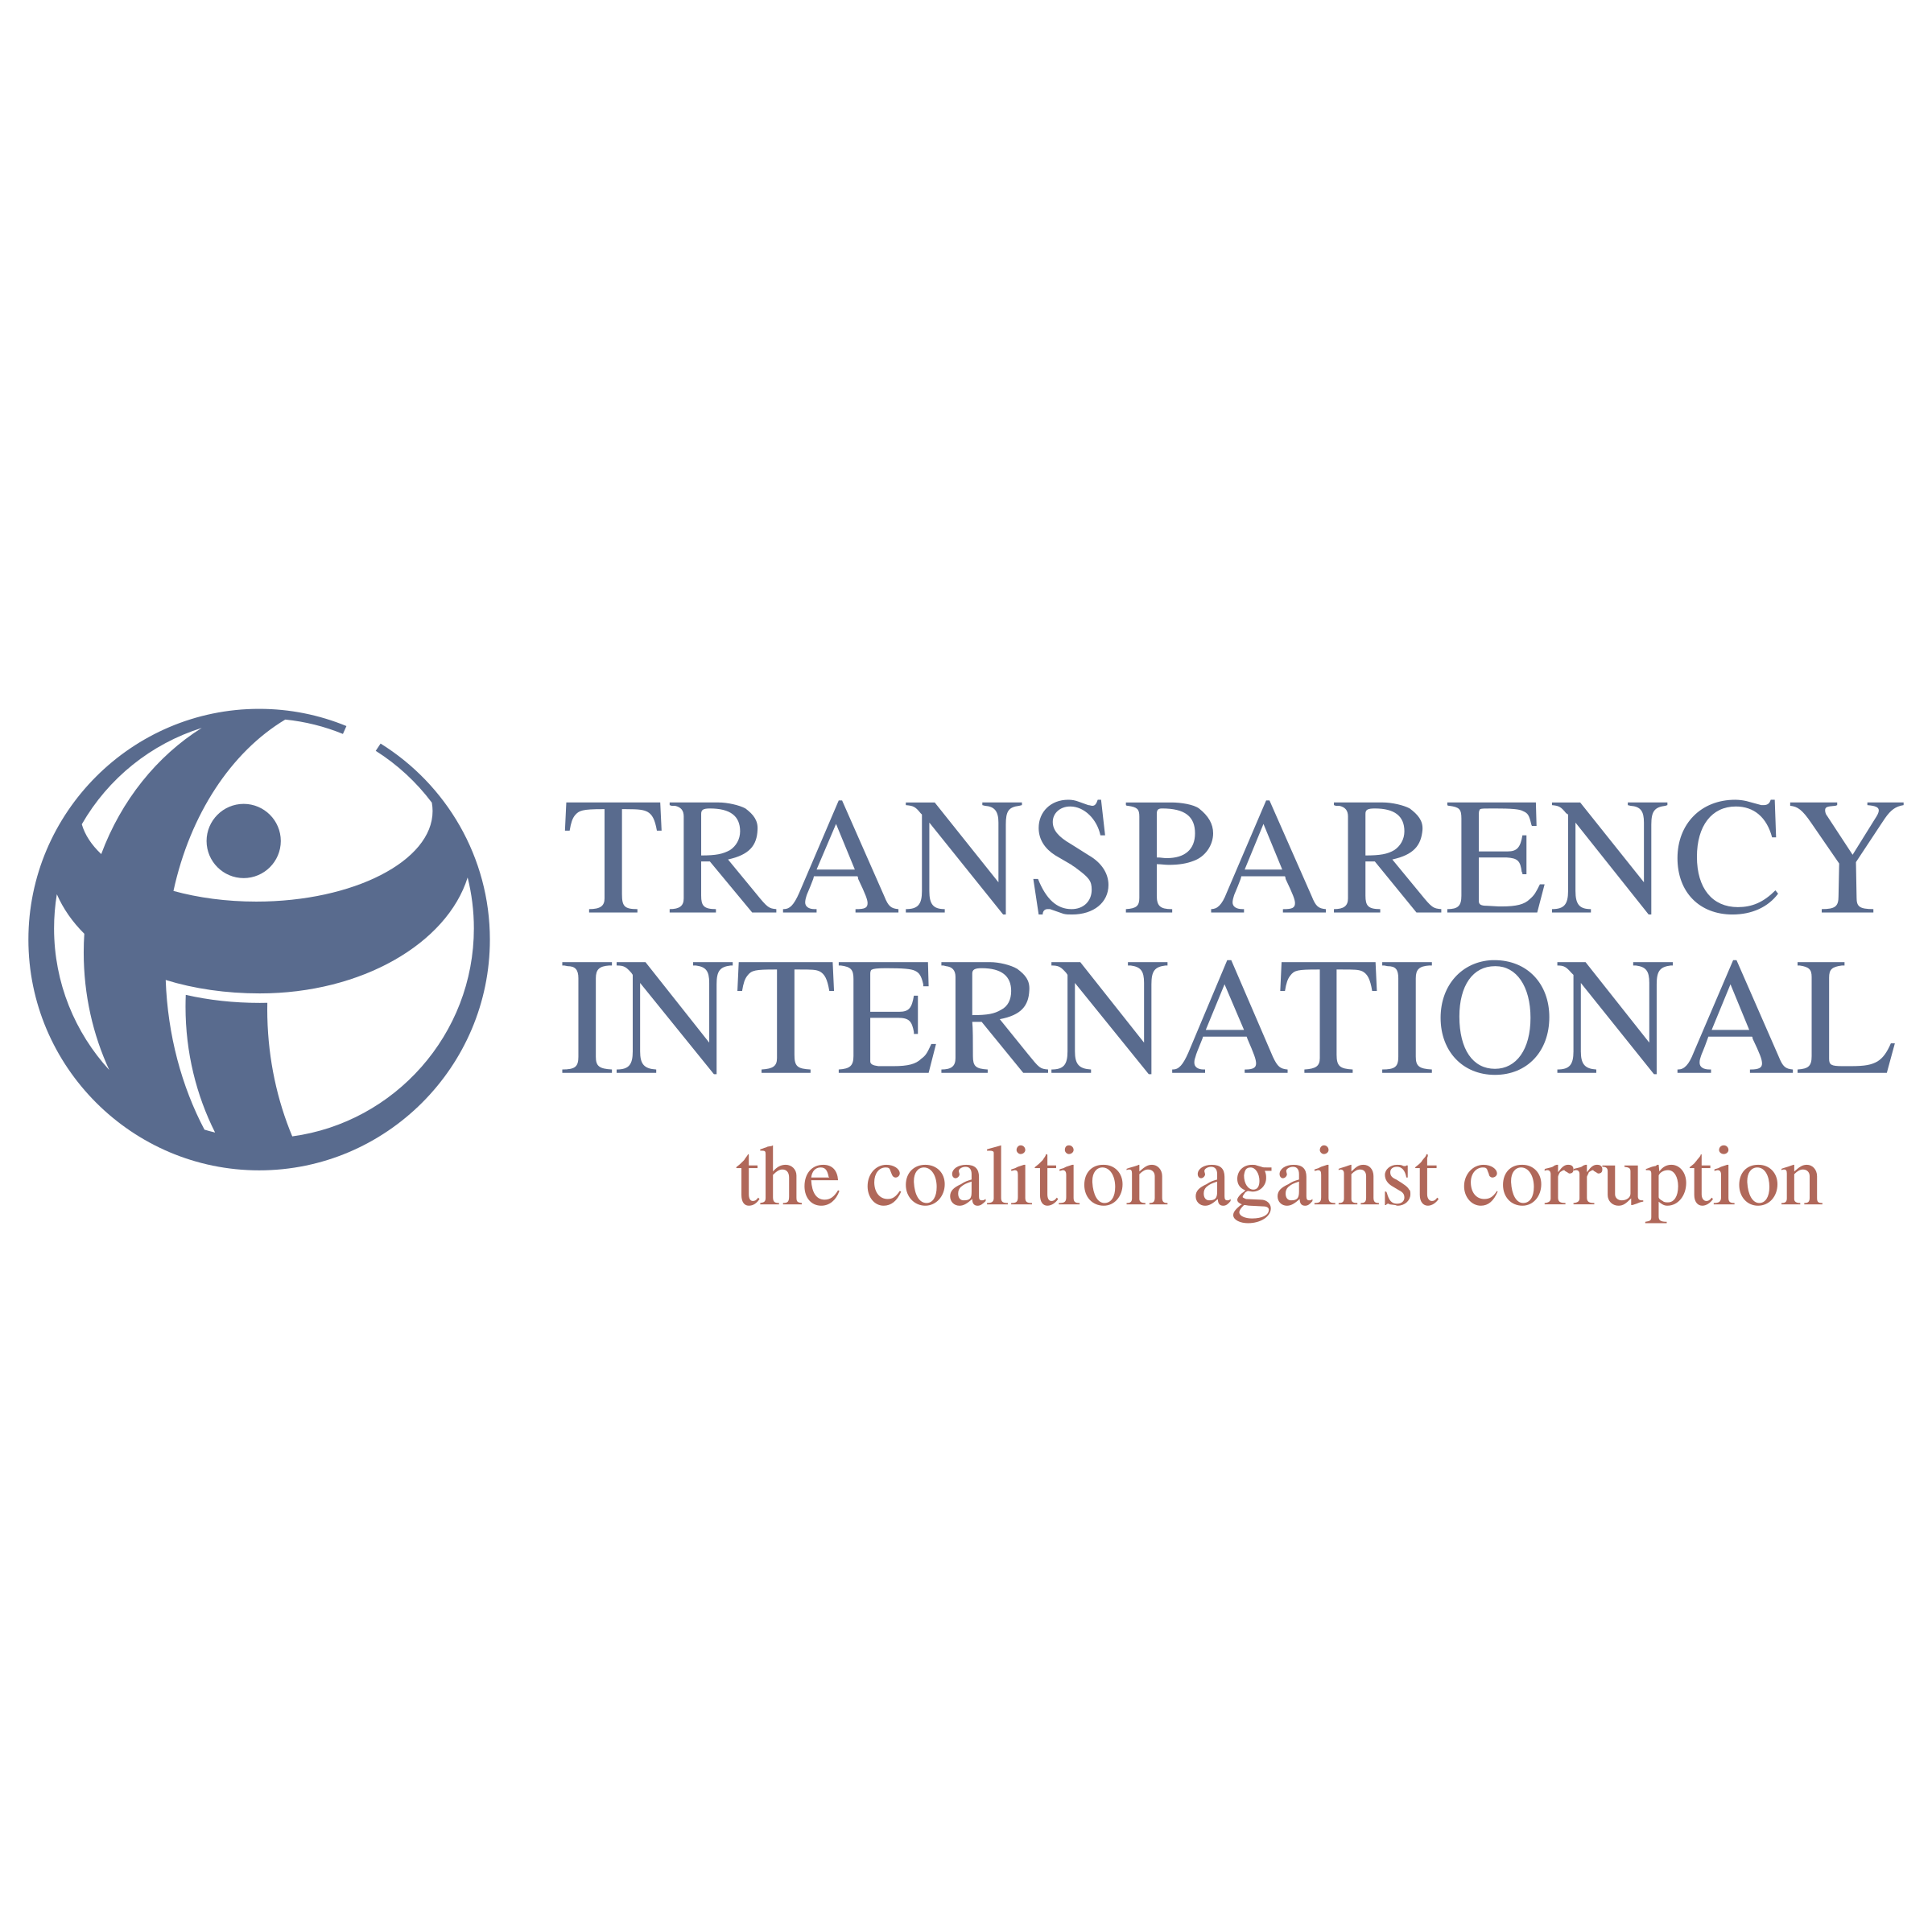 TRANSPARENCY
INTERNATIONAL
the coalition against corruption